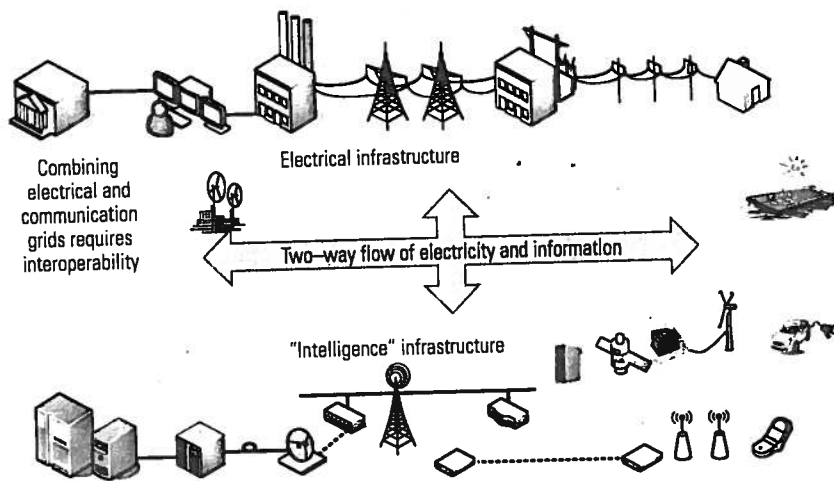 Electrical infrastructure
Combining
electrical and
communication
grids requires
interoperability
Two–way flow of electricity and information
"Intelligence" infrastructure